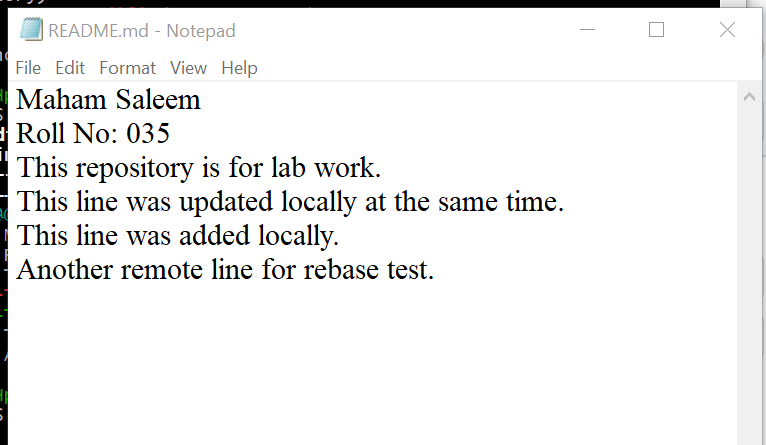 README.md - Notepad
File Edit Format View Help
Maham Saleem
Roll No: 035
This repository is for lab work.
This line was updated locally at the same time.
This line was added locally.
Another remote line for rebase test.